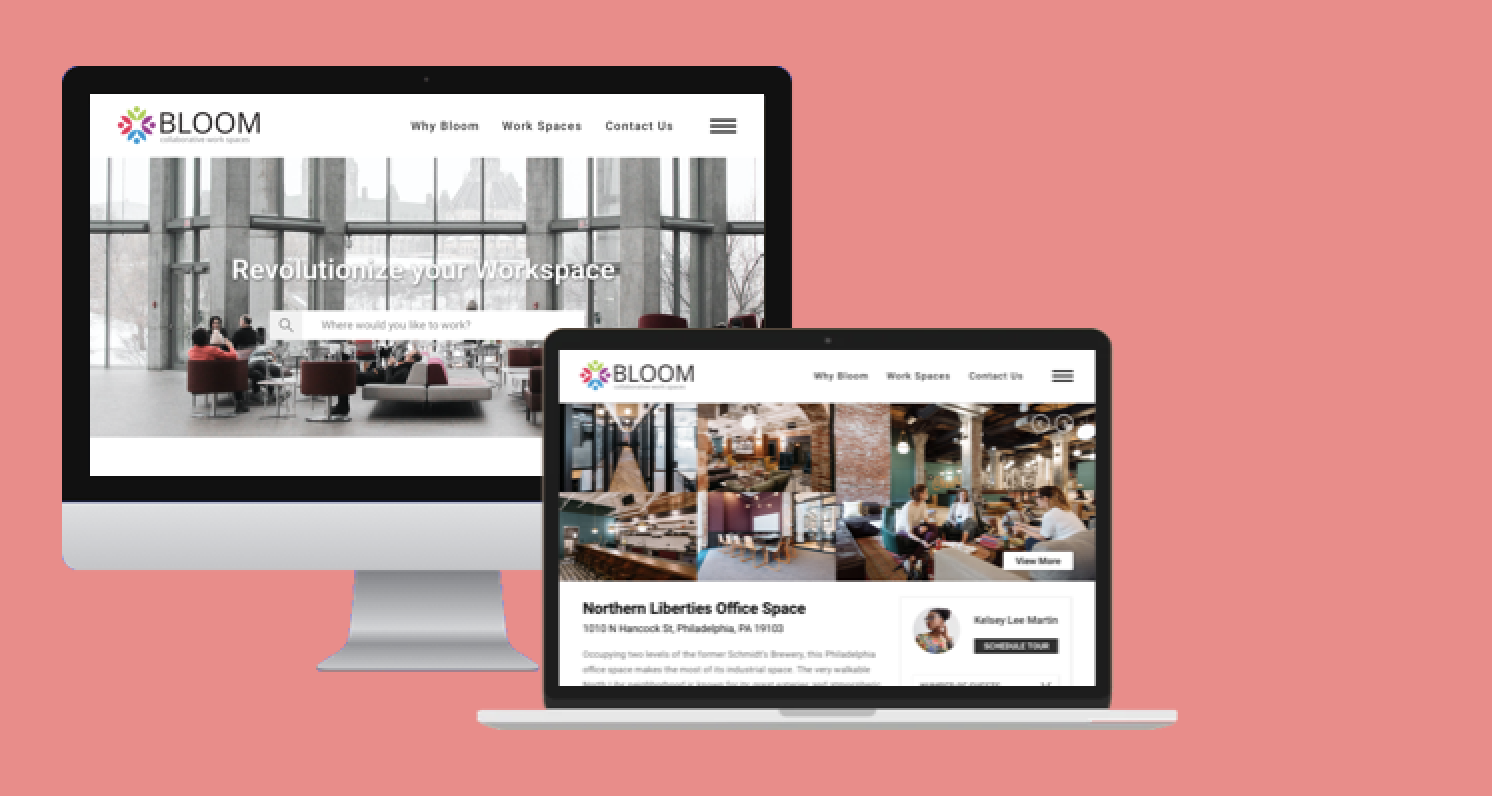 BLOOM
collaborative work spaces
Why Bloom Work Spaces Contact Us
Revolutionize your Workspace
Where would you like to work?
BLOOM
collaborative work spaces
Why Bloom Work Spaces Contact Us
View More
Northern Liberties Office Space
1010 N Hancock St, Philadelphia, PA 19103
Occupying two levels of the former Schmidt's Brewery, this Philadelphia
office space makes the most of its industrial space. The very walkable
Kelsey Lee Martin
SCHEDULE TOUR